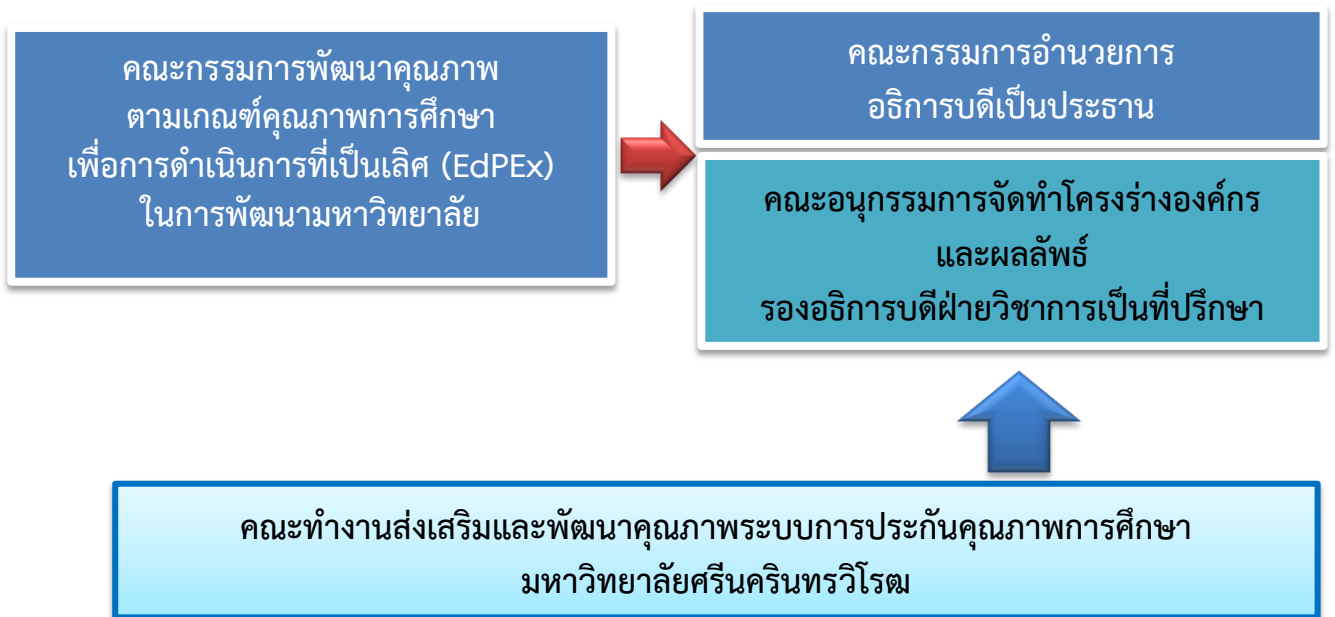 คณะกรรมการพัฒนาคุณภาพ
ตามเกณฑ์คุณภาพการศึกษา
เพื่อการดำเนินการที่เป็นเลิศ (EdPEx)
ในการพัฒนามหาวิทยาลัย
คณะกรรมการอำนวยการ
อธิการบดีเป็นประธาน
คณะอนุกรรมการจัดทำโครงร่างองค์กร
และผลลัพธ์
รองอธิการบดีฝ่ายวิชาการเป็นที่ปรึกษา
คณะทำงานส่งเสริมและพัฒนาคุณภาพระบบการประกันคุณภาพการศึกษา
มหาวิทยาลัยศรีนครินทรวิโรฒ